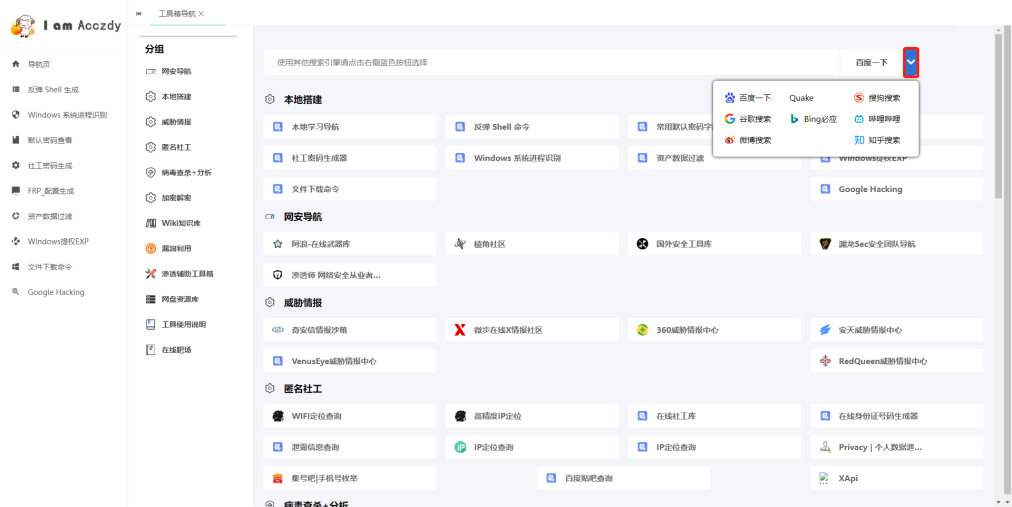 I am Acczdy
工具箱导航
导航页
反弹 Shell 生成
Windows 系统进程识别
默认密码查看
社工密码生成
FRP_配置生成
资产数据过滤
Windows提权EXP
文件下载命令
Google Hacking
分组
网安导航
本地搭建
威胁情报
匿名社工
病毒查杀+分析
加密解密
Wiki知识库
漏洞利用
渗透辅助工具箱
网盘资源库
工具使用说明
在线靶场
使用其他搜索引擎请点击右侧蓝色按钮选择
百度一下
百度一下 Quake 搜狗搜索
谷歌搜索 Bing必应 哔哩哔哩
微博搜索 知乎搜索
本地搭建
本地学习导航 反弹 Shell 命令 常用默认密码字
社工密码生成器 Windows 系统进程识别 资产数据过滤 Windows提权EXP
文件下载命令 Google Hacking
网安导航
阿浪-在线武器库 棱角社区 国外安全工具库 渊龙Sec安全团队导航
渗透师 网络安全从业者...
威胁情报
奇安信情报沙箱 微步在线X情报社区 360威胁情报中心 安天威胁情报中心
VenusEye威胁情报中心 RedQueen威胁情报中心
匿名社工
WIFI定位查询 高精度IP定位 在线社工库 在线身份证号码生成器
泄露信息查询 IP定位查询 IP定位查询 Privacy | 个人数据泄...
集号吧|手机号枚举 百度贴吧查询 XApi
病毒查杀+分析